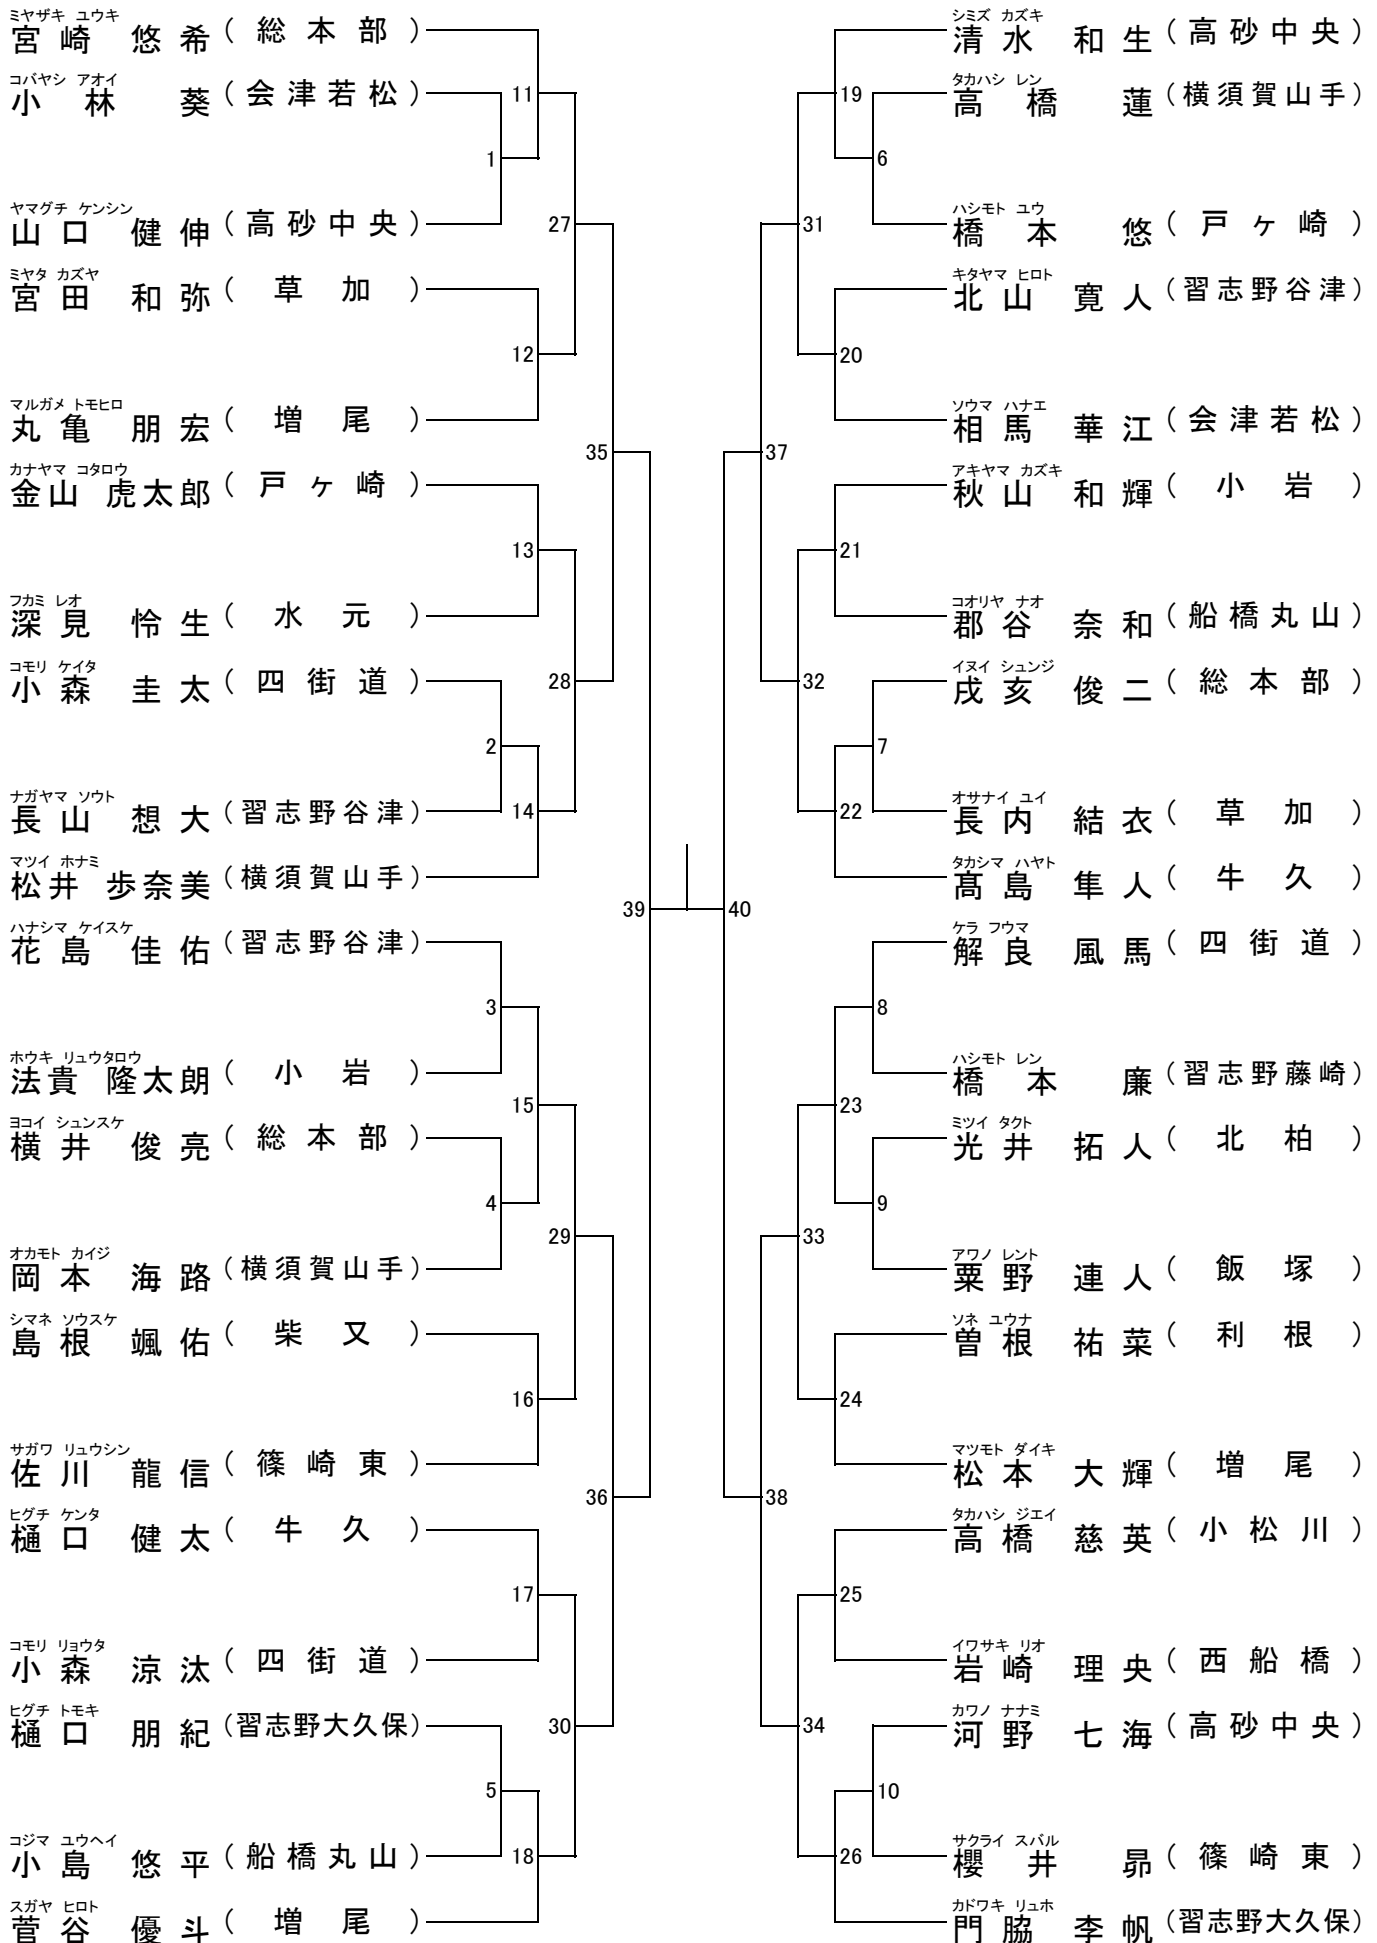 ミヤザキ ユウキ
宮崎 悠希 (総本部)
コバヤシ アオイ
小林 葵 (会津若松)
11
1
ヤマグチ ケンシン
山口 健伸 (高砂中央)
27
ミヤタ カズヤ
宮田 和弥 (草加)
12
マルガメ トモヒロ
丸亀 朋宏 (増尾)
35
カナヤマ コタロウ
金山 虎太郎 (戸ヶ崎)
13
フカミ レオ
深見 怜生 (水元)
コモリ ケイタ
小森 圭太 (四街道)
28
2
ナガヤマ ソウト
長山 想大 (習志野谷津)
14
マツイ ホナミ
松井 歩奈美 (横須賀山手)
39
ハナシマ ケイスケ
花島 佳佑 (習志野谷津)
3
ホウキ リュウタロウ
法貴 隆太朗 (小岩)
15
ヨコイ シュンスケ
横井 俊亮 (総本部)
4
29
オカモト カイジ
岡本 海路 (横須賀山手)
シマネ ソウスケ
島根 颯佑 (柴又)
16
サガワ リュウシン
佐川 龍信 (篠崎東)
36
ヒグチ ケンタ
樋口 健太 (牛久)
17
コモリ リョウタ
小森 涼汰 (四街道)
ヒグチ トモキ
樋口 朋紀 (習志野大久保)
30
5
コジマ ユウヘイ
小島 悠平 (船橋丸山)
18
スガヤ ヒロト
菅谷 優斗 (増尾)
シミズ カズキ
清水 和生 (高砂中央)
19
タカハシ レン
高橋 蓮 (横須賀山手)
6
31
ハシモト ユウ
橋本 悠 (戸ヶ崎)
キタヤマ ヒロト
北山 寛人 (習志野谷津)
20
ソウマ ハナエ
相馬 華江 (会津若松)
37
アキヤマ カズキ
秋山 和輝 (小岩)
21
コオリヤ ナオ
郡谷 奈和 (船橋丸山)
32
イヌイ シュンジ
戌亥 俊二 (総本部)
7
22
オサナイ ユイ
長内 結衣 (草加)
タカシマ ハヤト
髙島 隼人 (牛久)
40
ケラ フウマ
解良 風馬 (四街道)
8
ハシモト レン
橋本 廉 (習志野藤崎)
23
ミツイ タクト
光井 拓人 (北柏)
9
33
アワノ レント
粟野 連人 (飯塚)
ソネ ユウナ
曽根 祐菜 (利根)
24
マツモト ダイキ
松本 大輝 (増尾)
38
タカハシ ジエイ
高橋 慈英 (小松川)
25
イワサキ リオ
岩崎 理央 (西船橋)
34
カワノ ナナミ
河野 七海 (高砂中央)
10
26
サクライ スバル
櫻井 昴 (篠崎東)
カドワキ リュホ
門脇 李帆 (習志野大久保)